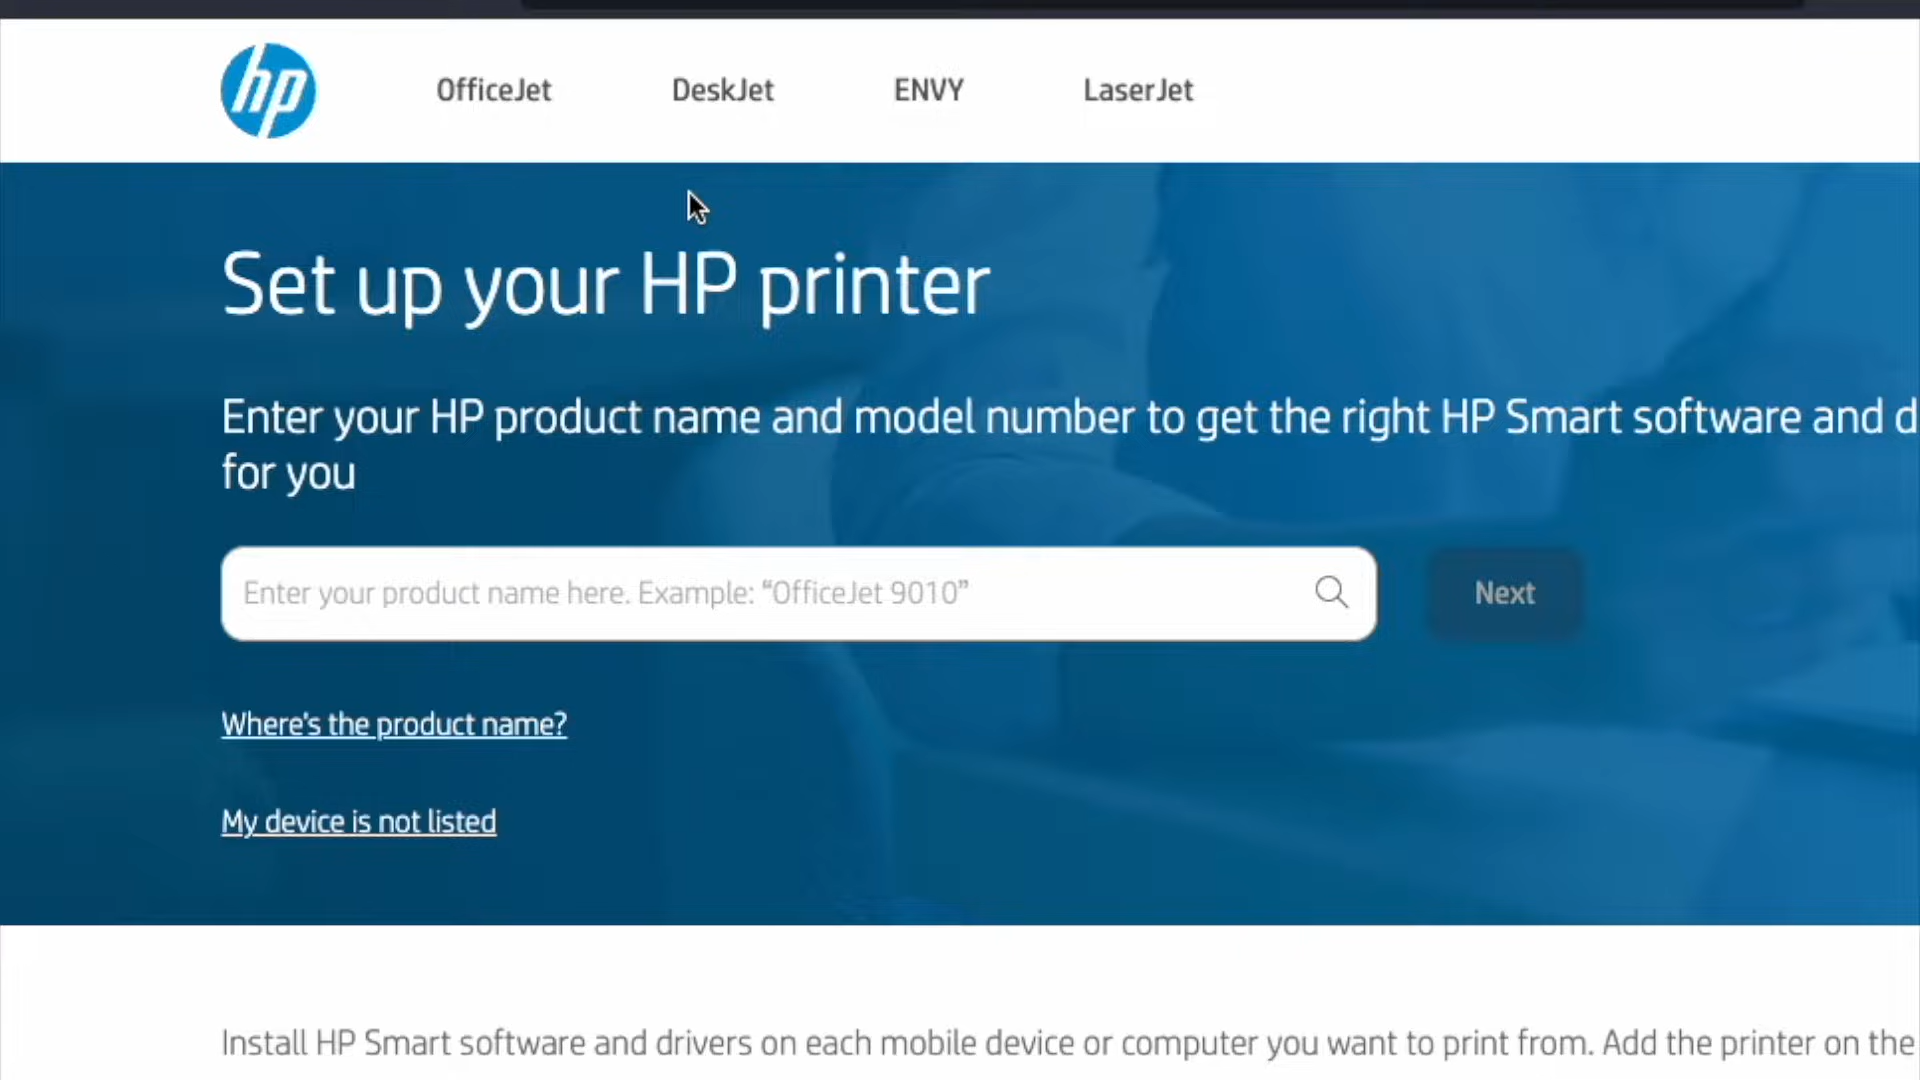 hp
OfficeJet DeskJet ENVY LaserJet
Set up your HP printer
Enter your HP product name and model number to get the right HP Smart software and d
for you
Enter your product name here. Example: “OfficeJet 9010”
Next
Where's the product name?
My device is not listed
Install HP Smart software and drivers on each mobile device or computer you want to print from. Add the printer on the